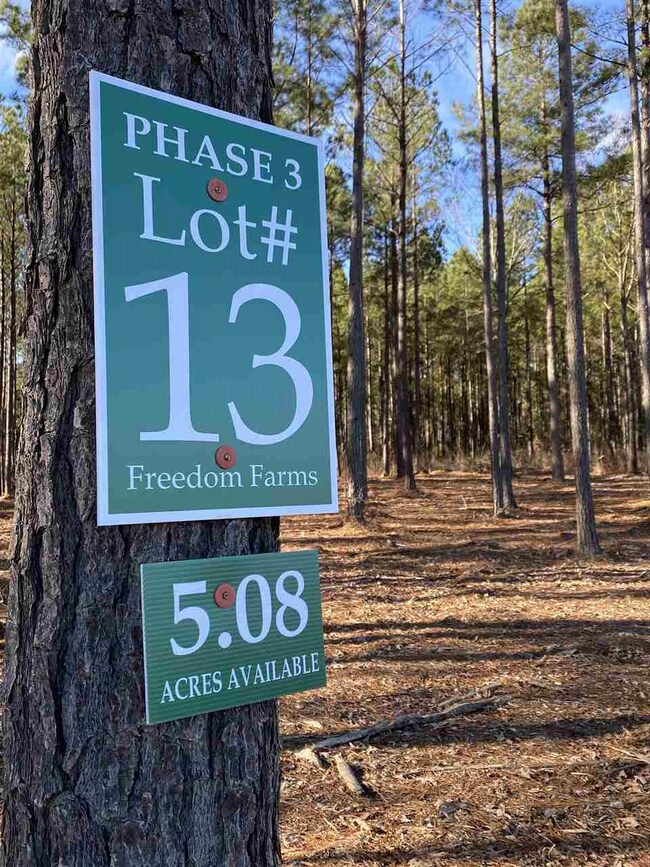 PHASE 3
Lot#
13
Freedom Farms
5.08
ACRES AVAILABLE